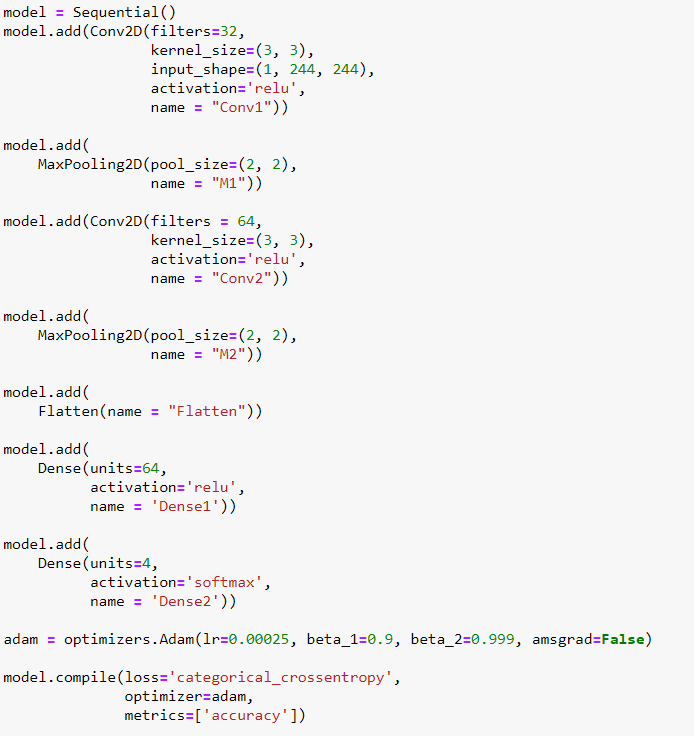 model = Sequential()
model.add(Conv2D(filters=32,
                 kernel_size=(3, 3),
                 input_shape=(1, 244, 244),
                 activation='relu',
                 name = "Conv1"))

model.add(
    MaxPooling2D(pool_size=(2, 2),
                 name = "M1"))

model.add(Conv2D(filters = 64,
                 kernel_size=(3, 3),
                 activation='relu',
                 name = "Conv2"))

model.add(
    MaxPooling2D(pool_size=(2, 2),
                 name = "M2"))

model.add(
    Flatten(name = "Flatten"))

model.add(
    Dense(units=64,
          activation='relu',
          name = 'Dense1'))

model.add(
    Dense(units=4,
          activation='softmax',
          name = 'Dense2'))

adam = optimizers.Adam(lr=0.00025, beta_1=0.9, beta_2=0.999, amsgrad=False)

model.compile(loss='categorical_crossentropy',
              optimizer=adam,
              metrics=['accuracy'])